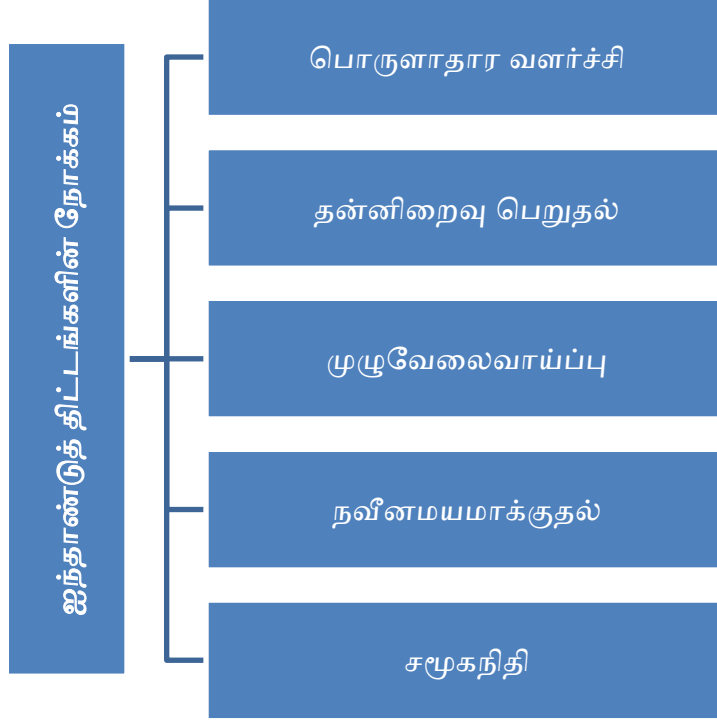 ஐந்தாண்டுத் திட்டங்களின் நோக்கம்
பொருளாதார வளர்ச்சி
தன்னிறைவு பெறுதல்
முழுவேலைவாய்ப்பு
நவீனமயமாக்குதல்
சமூகநிதி